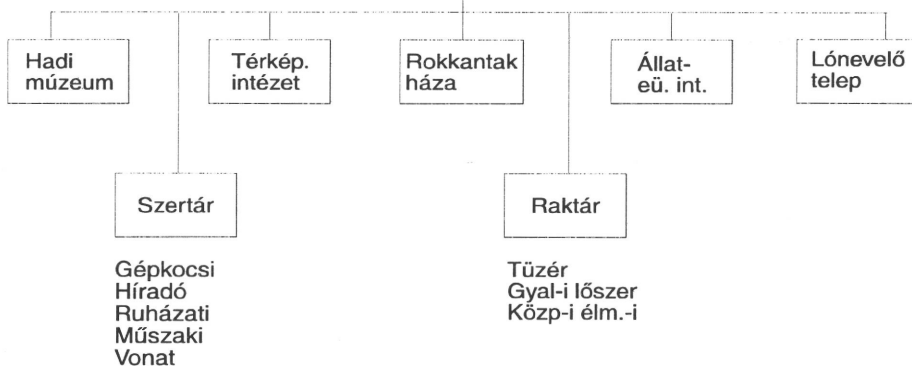 Hadi
múzeum
Térkép.
intézet
Rokkantak
háza
Állat-
eü. int.
Lónevelő
telep
Szertár
Raktár
Gépkocsi
Híradó
Ruházati
Műszaki
Vonat
Tüzér
Gyal-i lőszer
Közp-i élm.-i